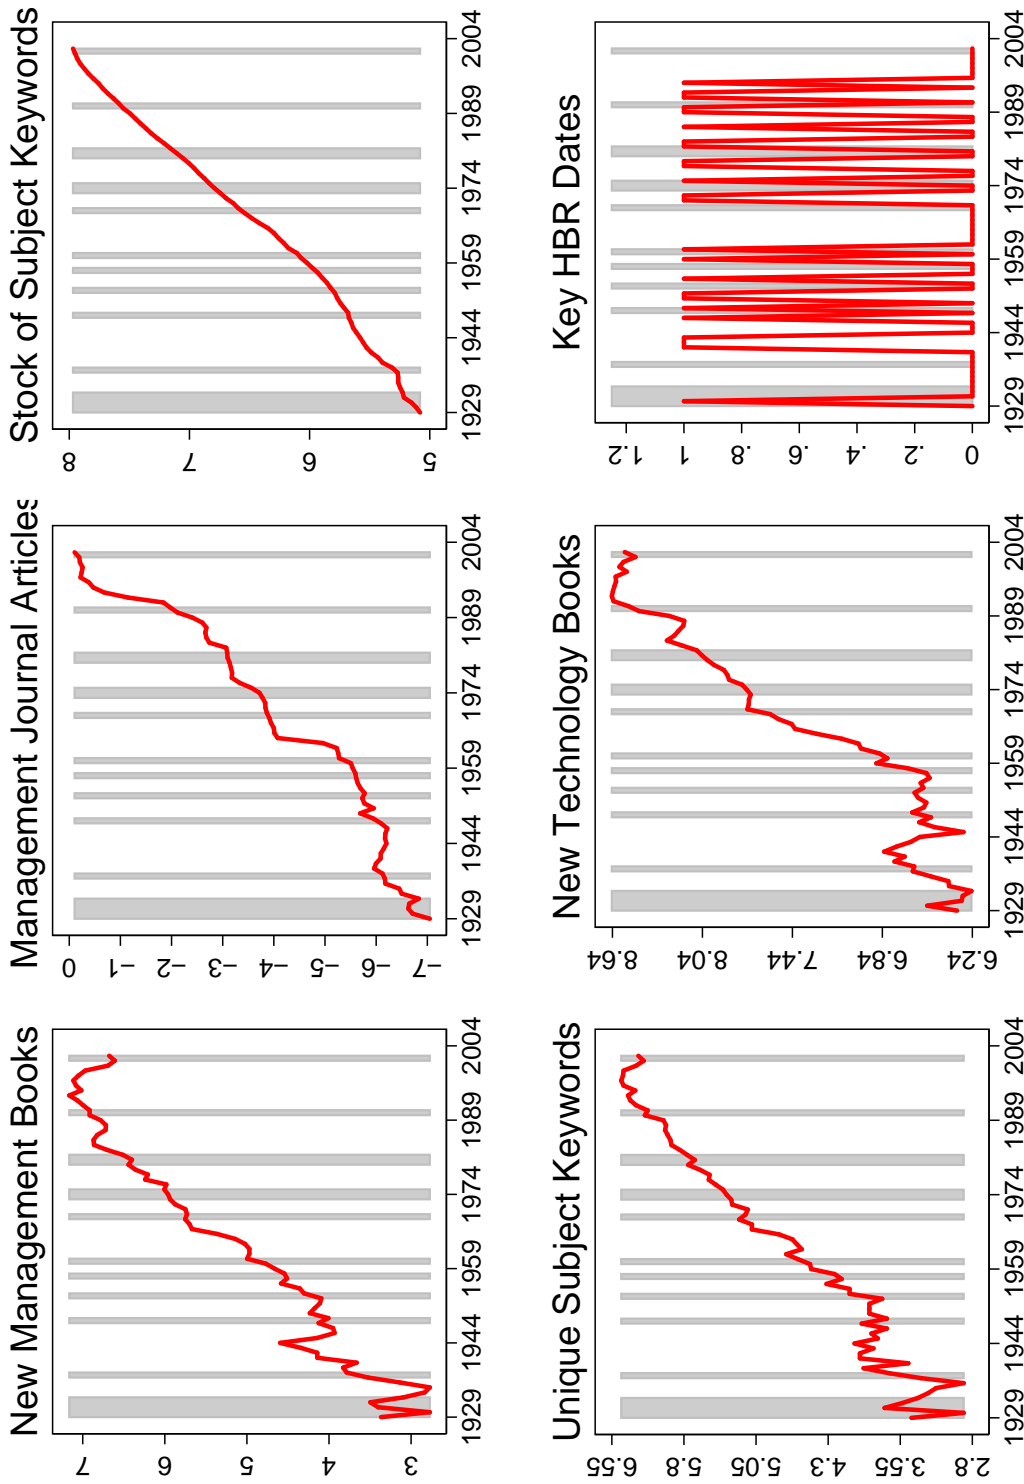 New Management Books
7
6
5
4
3
1929 1944 1959 1974 1989 2004
Management Journal Articles
0
−1
−2
−3
−4
−5
−6
−7
1929 1944 1959 1974 1989 2004
Stock of Subject Keywords
8
7
6
5
1929 1944 1959 1974 1989 2004
Unique Subject Keywords
6.55
5.8
5.05
4.3
3.55
2.8
1929 1944 1959 1974 1989 2004
New Technology Books
8.64
8.04
7.44
6.84
6.24
1929 1944 1959 1974 1989 2004
Key HBR Dates
1.2
1
.8
.6
.4
.2
0
1929 1944 1959 1974 1989 2004